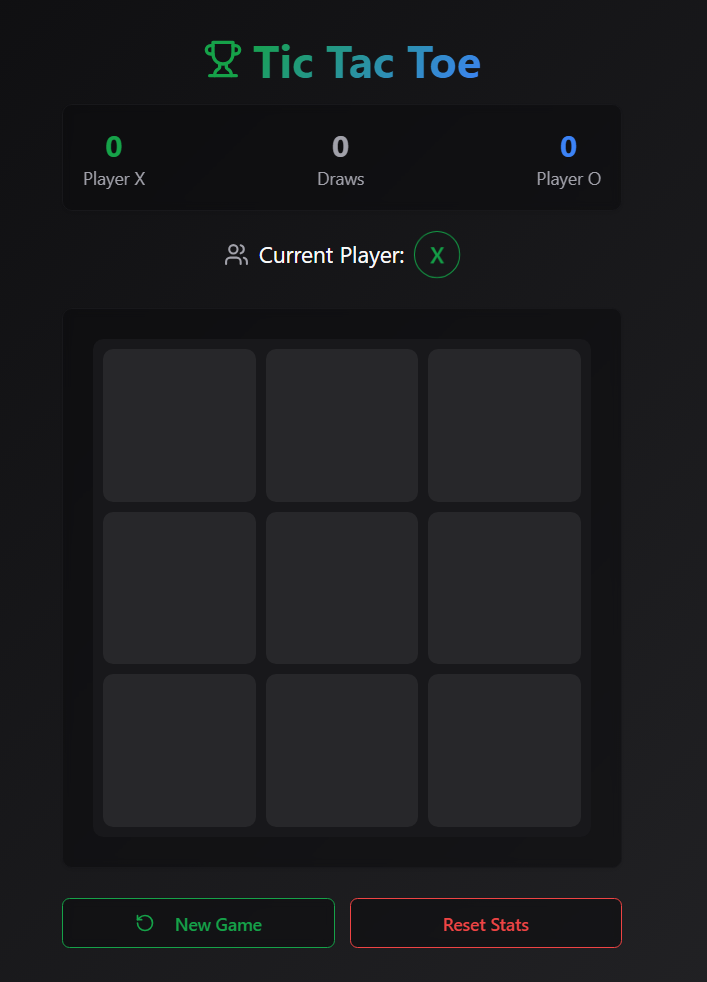 Tic Tac Toe
0 0 0
Player X Draws Player O
Current Player: X
New Game Reset Stats